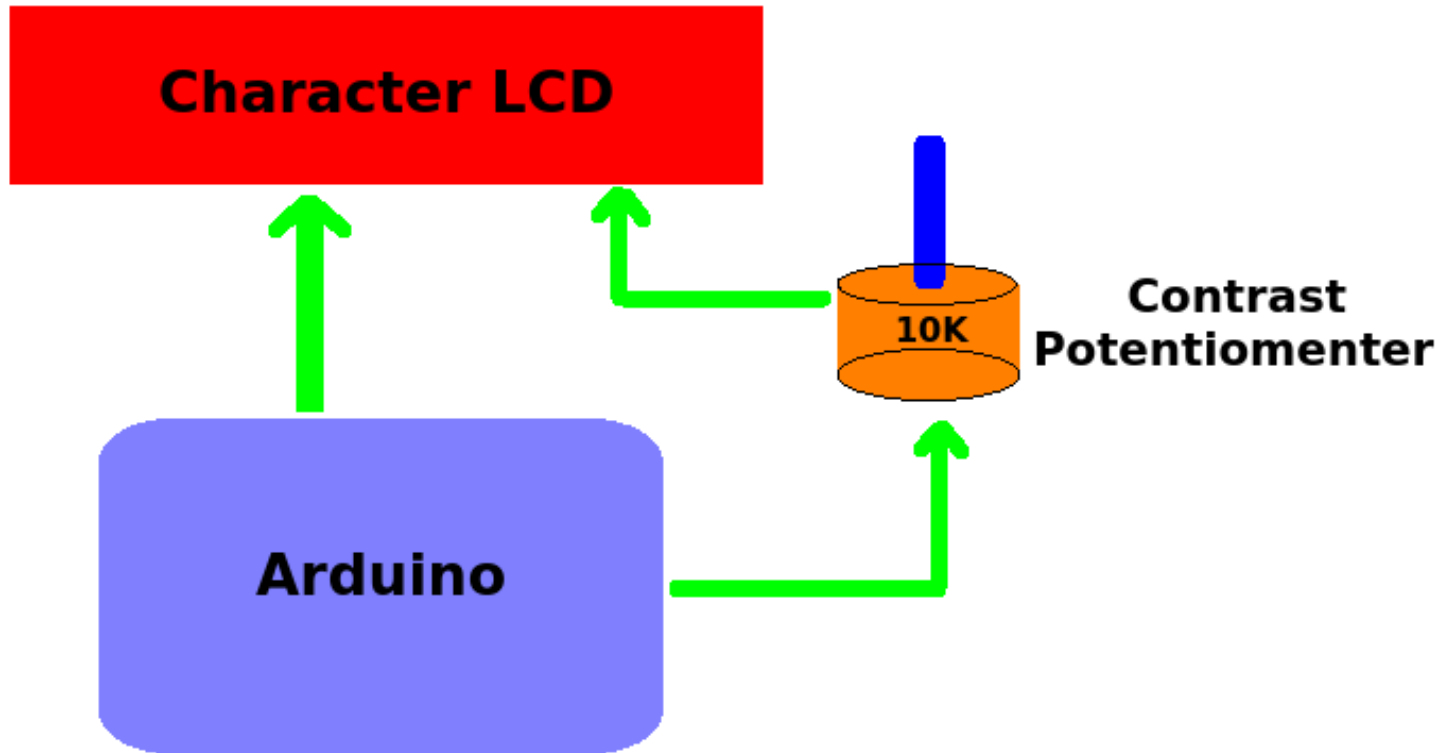 Character LCD
10K
Contrast
Potentiomenter
Arduino